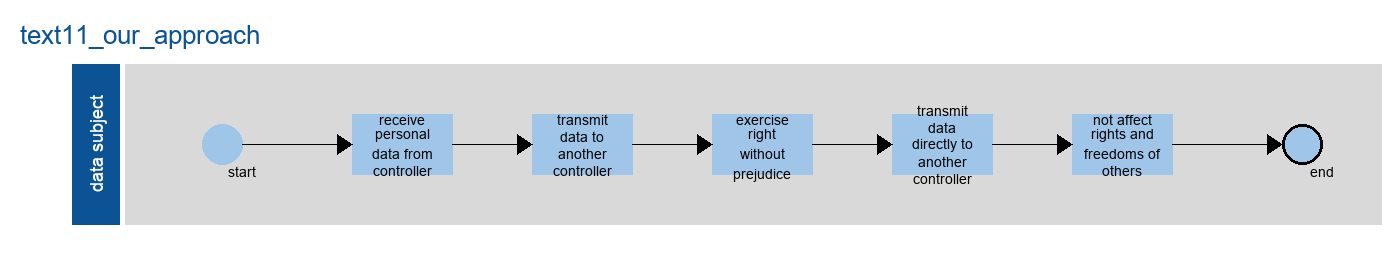 text11_our_approach
data subject
start
receive
personal
data from
controller
transmit
data to
another
controller
exercise
right
without
prejudice
transmit
data
directly to
another
controller
not affect
rights and
freedoms of
others
end